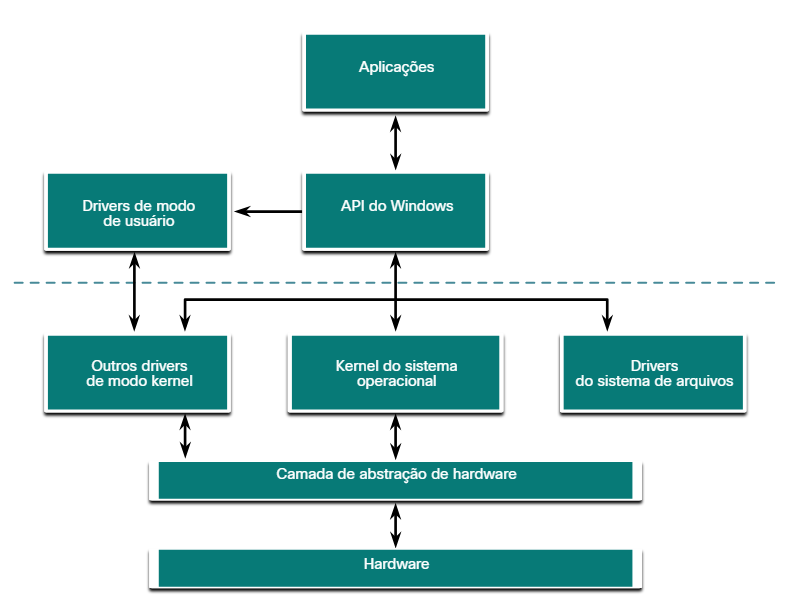 Aplicações
Drivers de modo
de usuário
API do Windows
Outros drivers
de modo kernel
Kernel do sistema
operacional
Drivers
do sistema de arquivos
Camada de abstração de hardware
Hardware